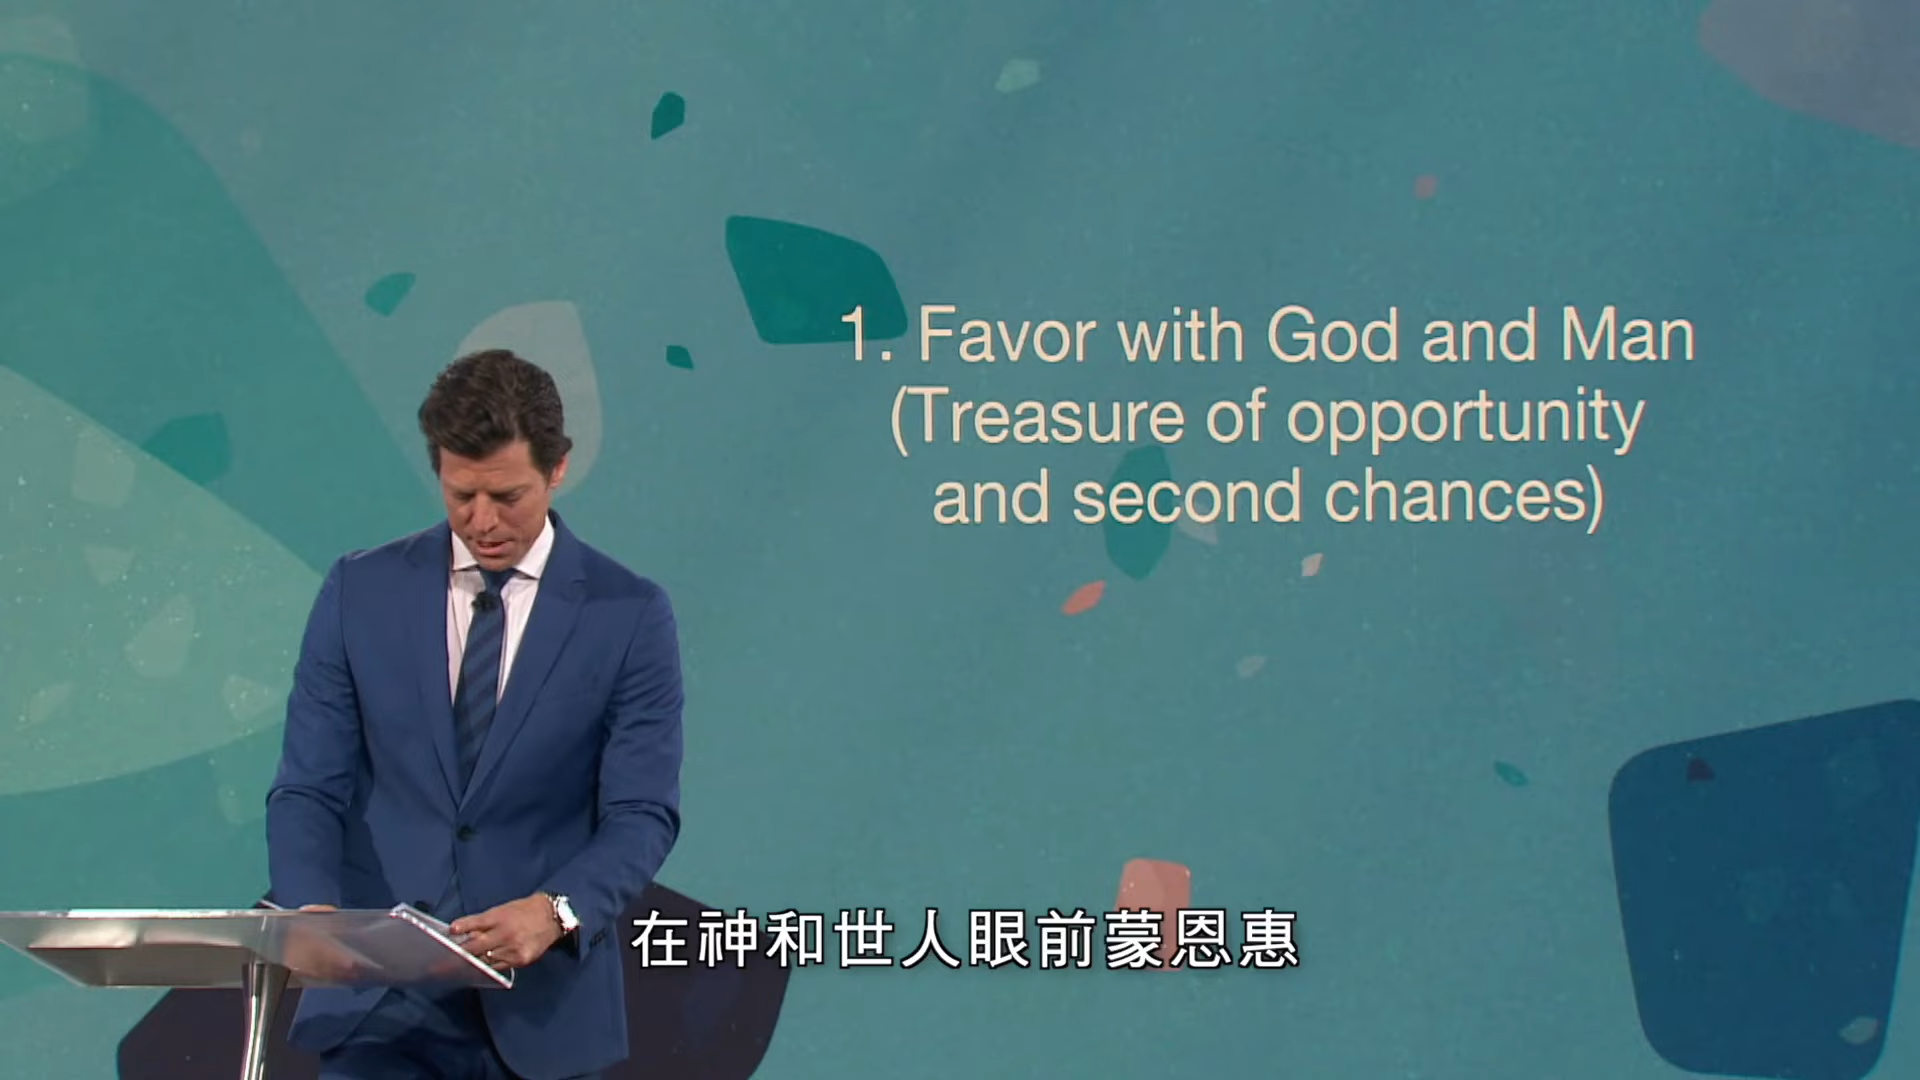 1. Favor with God and Man
(Treasure of opportunity
and second chances)
在神和世人眼前蒙恩惠